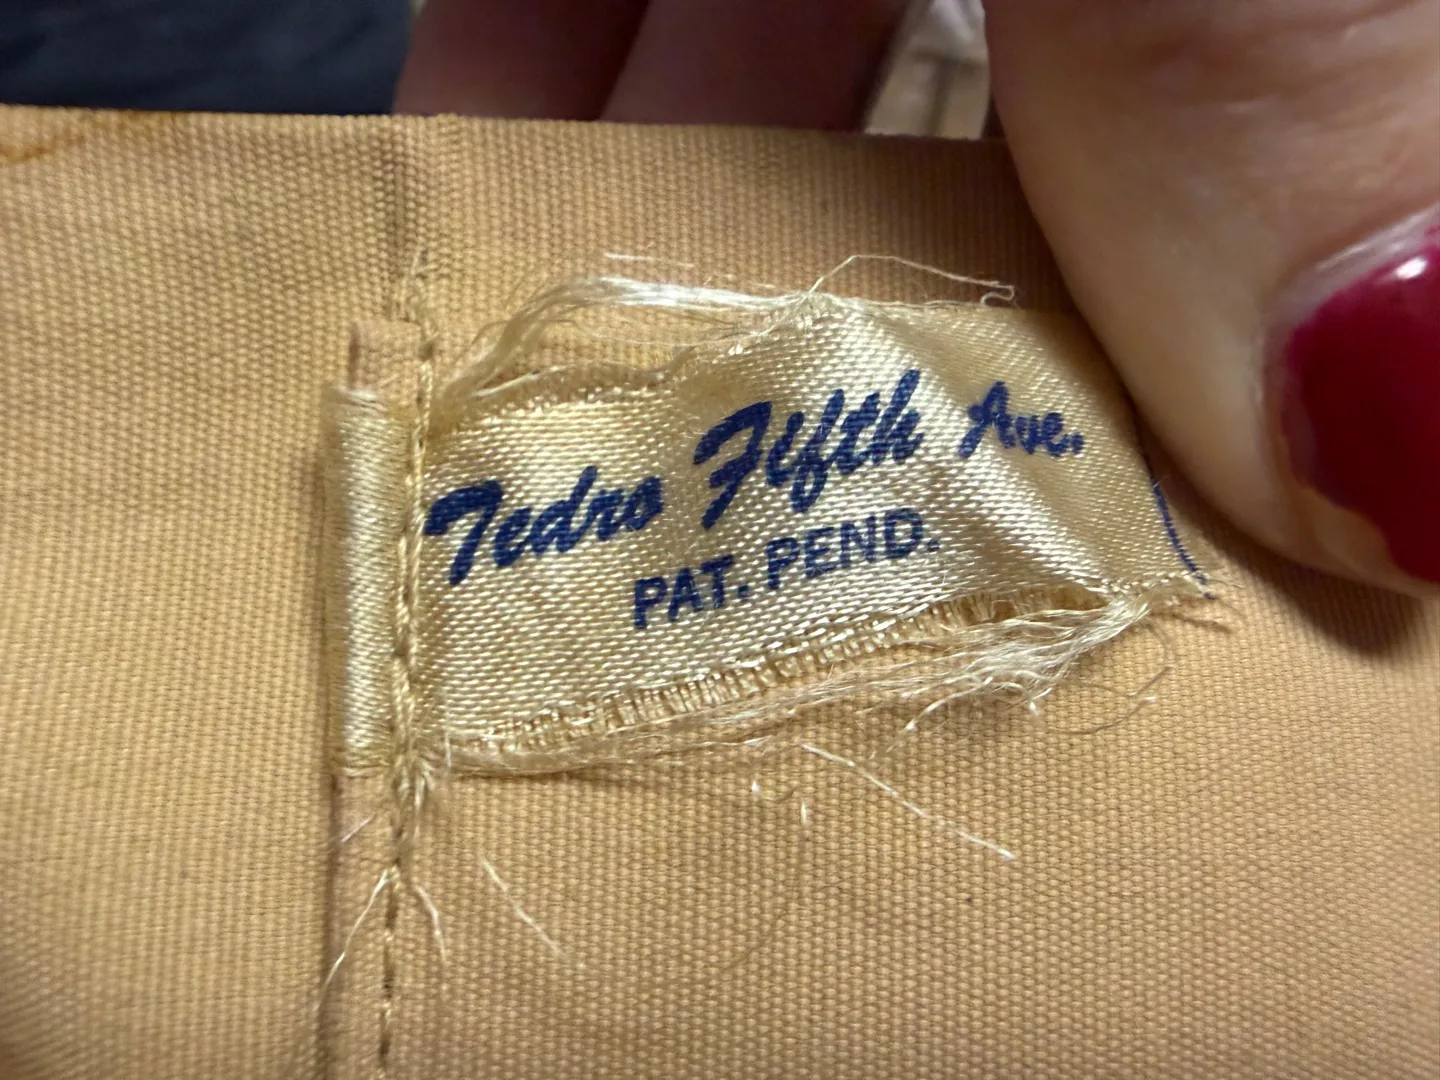 Tedro Fifth Ave.
PAT. PEND.